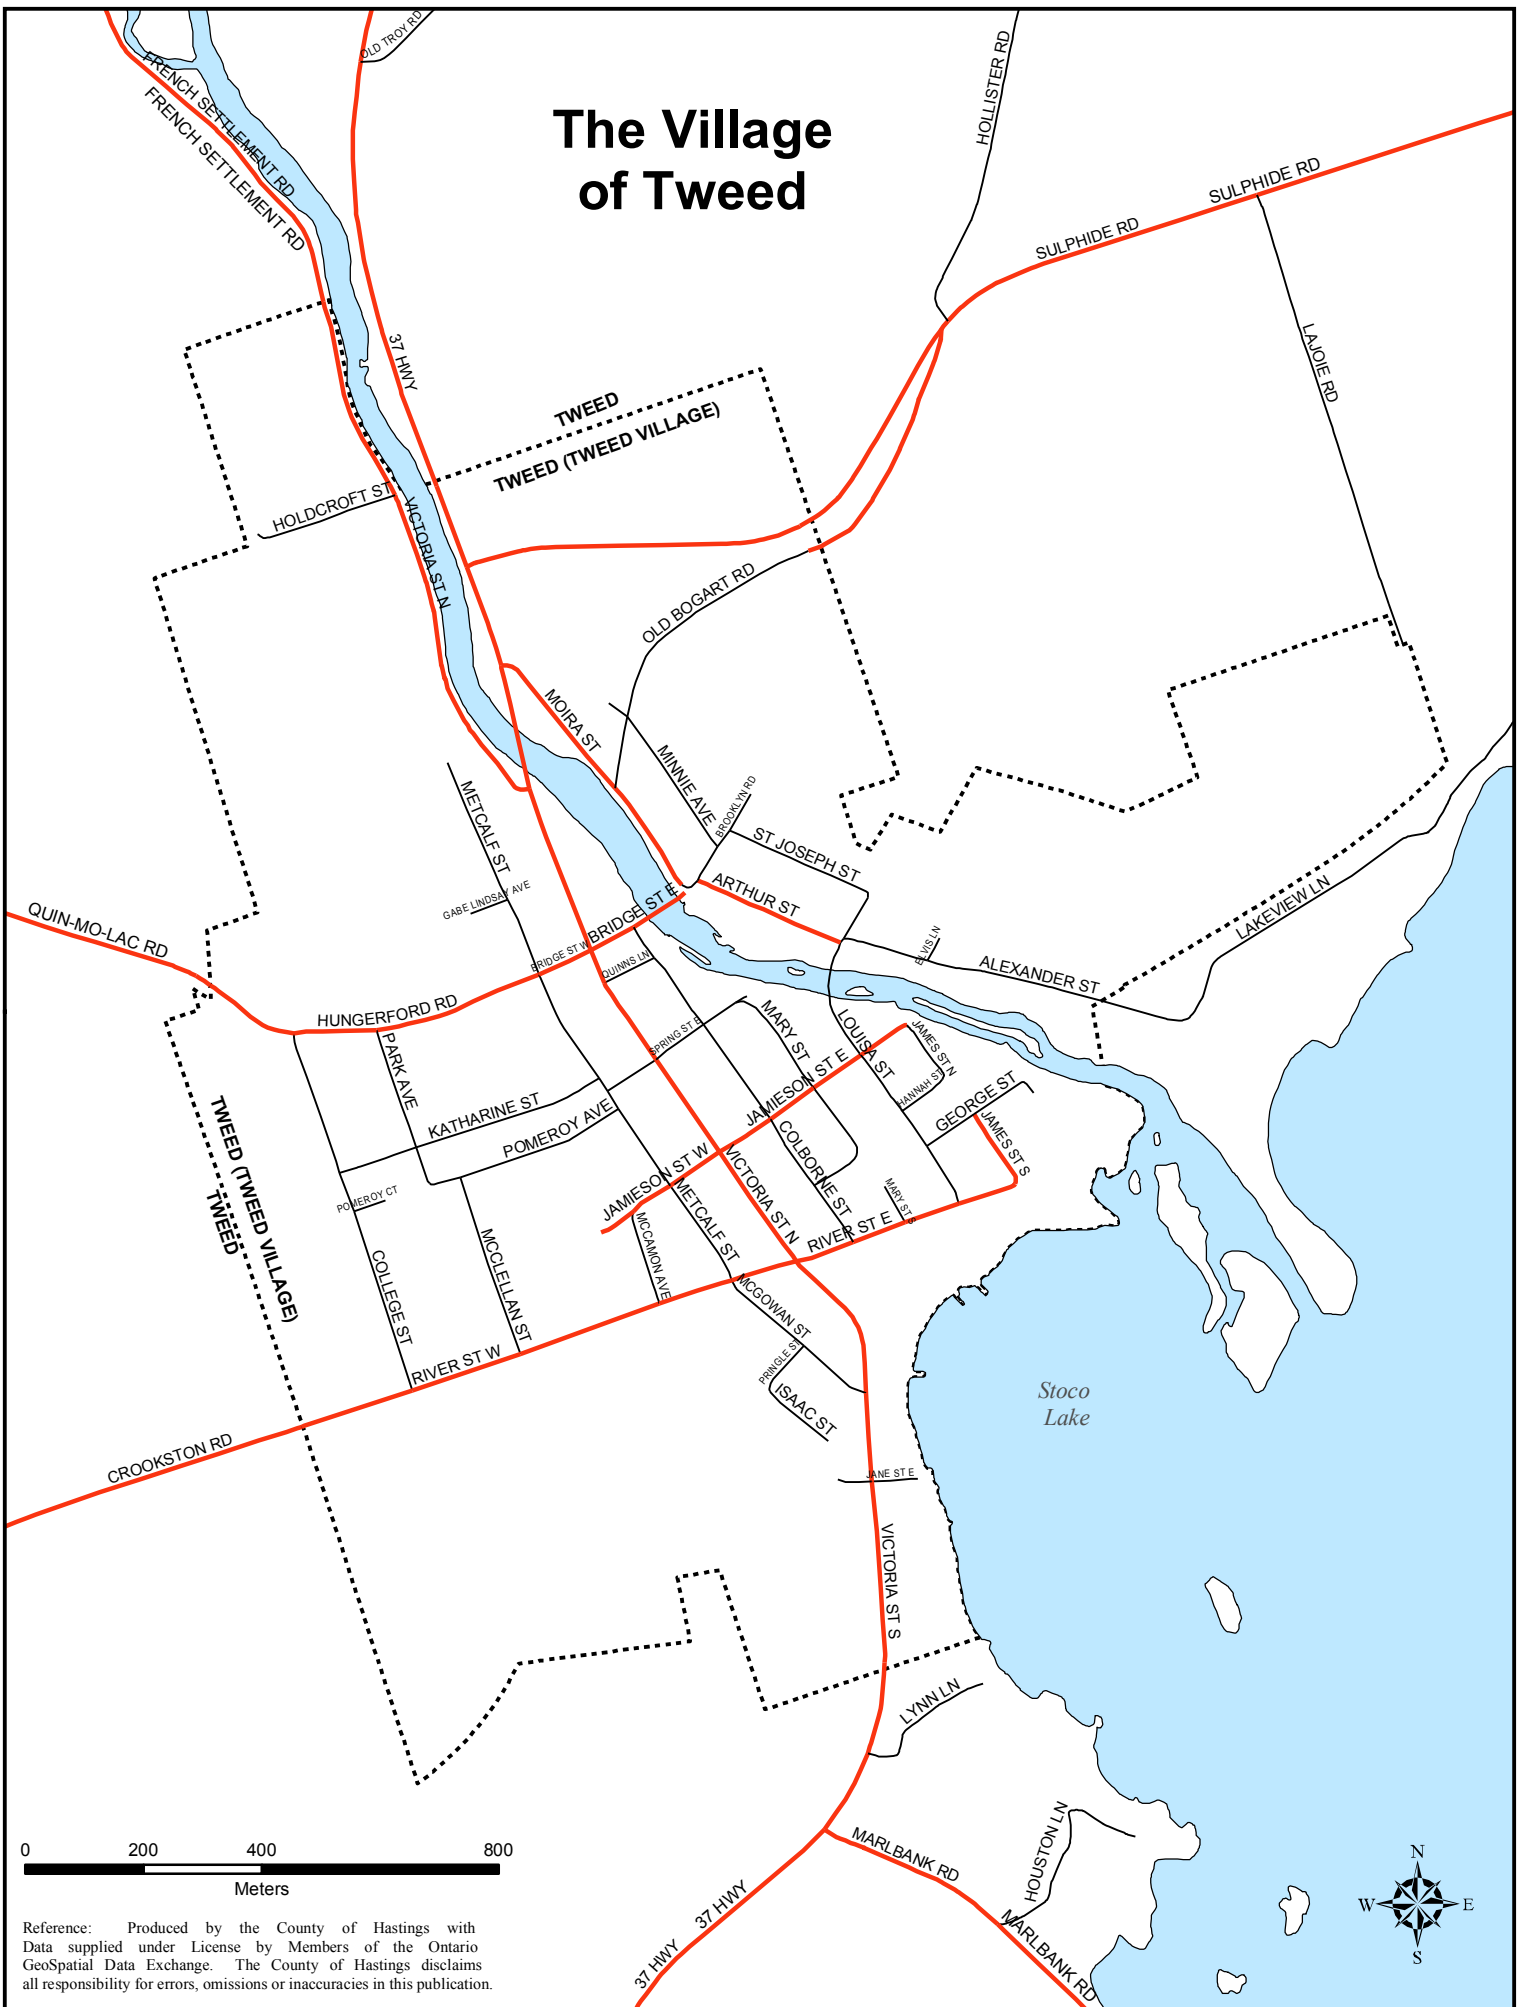 OLD TROY RD
HOLLISTER RD
FRENCH SETTLEMENT RD
FRENCH SETTLEMENT RD
The Village
of Tweed
SULPHIDE RD
SULPHIDE RD
37 HWY
LAJOIE RD
TWEED
TWEED (TWEED VILLAGE)
HOLDCROFT ST
VICTORIA ST N
OLD BOGART RD
MOIRA ST
MINNIE AVE
BROOKLYN RD
METCALF ST
ST JOSEPH ST
GABE LINDSAY AVE
ARTHUR ST
LAKEVIEW LN
QUIN-MO-LAC RD
BRIDGE ST E
BRIDGE ST W
QUINNS LN
ELVIS LN
ALEXANDER ST
HUNGERFORD RD
PARK AVE
SPRING ST E
MARY ST
LOUISA ST
JAMES ST N
HANNAH ST
KATHARINE ST
POMEROY AVE
JAMIESON ST E
GEORGE ST
JAMES ST S
TWEED (TWEED VILLAGE)
TWEED
POMEROY CT
JAMIESON ST W
VICTORIA ST N
COLBORNE ST
MARY ST S
METCALF ST
RIVER ST E
COLLEGE ST
MCCLELLAN ST
MCCAMON AVE
MCGOWAN ST
PRINGLE ST
ISAAC ST
RIVER ST W
Stoco
Lake
CROOKSTON RD
JANE ST E
VICTORIA ST S
LYNN LN
HOUSTON LN
MARLBANK RD
37 HWY
37 HWY
MARLBANK RD
0 200 400 800
Meters
N
W E
S
Reference: Produced by the County of Hastings with
Data supplied under License by Members of the Ontario
GeoSpatial Data Exchange. The County of Hastings disclaims
all responsibility for errors, omissions or inaccuracies in this publication.